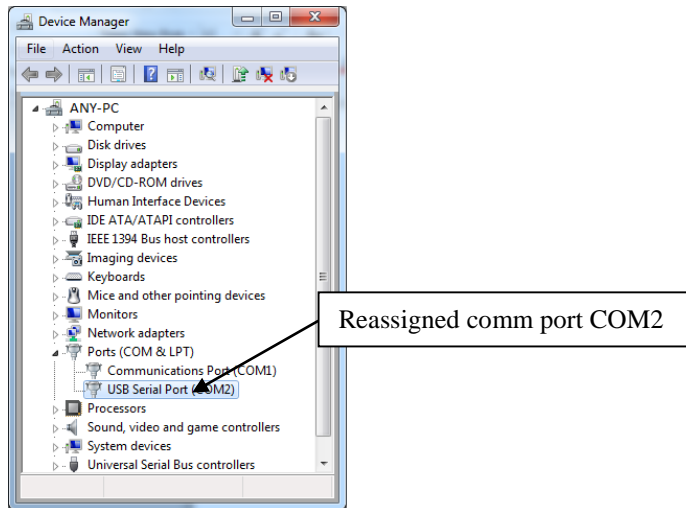 Device Manager
File Action View Help
ANY-PC
Computer
Disk drives
Display adapters
DVD/CD-ROM drives
Human Interface Devices
IDE ATA/ATAPI controllers
IEEE 1394 Bus host controllers
Imaging devices
Keyboards
Mice and other pointing devices
Monitors
Network adapters
Reassigned comm port COM2
Ports (COM & LPT)
Communications Port (COM1)
USB Serial Port (COM2)
Processors
Sound, video and game controllers
System devices
Universal Serial Bus controllers